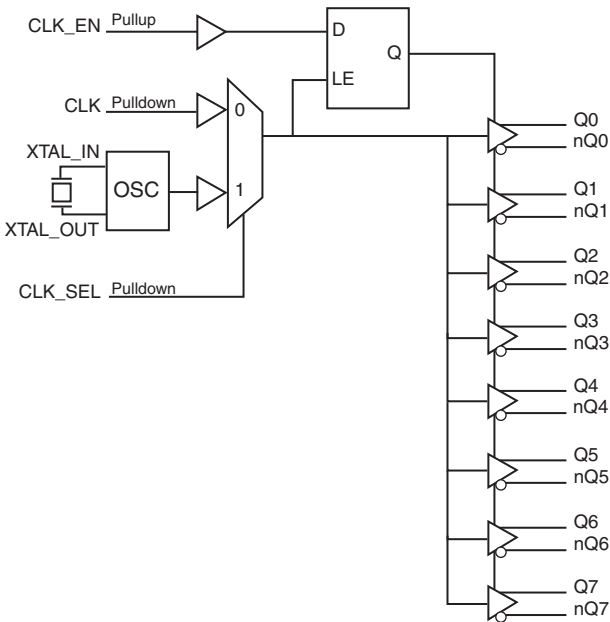 CLK_EN Pullup
D
Q
LE
CLK Pulldown
0
XTAL_IN
OSC
1
XTAL_OUT
CLK_SEL Pulldown
Q0
nQ0
Q1
nQ1
Q2
nQ2
Q3
nQ3
Q4
nQ4
Q5
nQ5
Q6
nQ6
Q7
nQ7